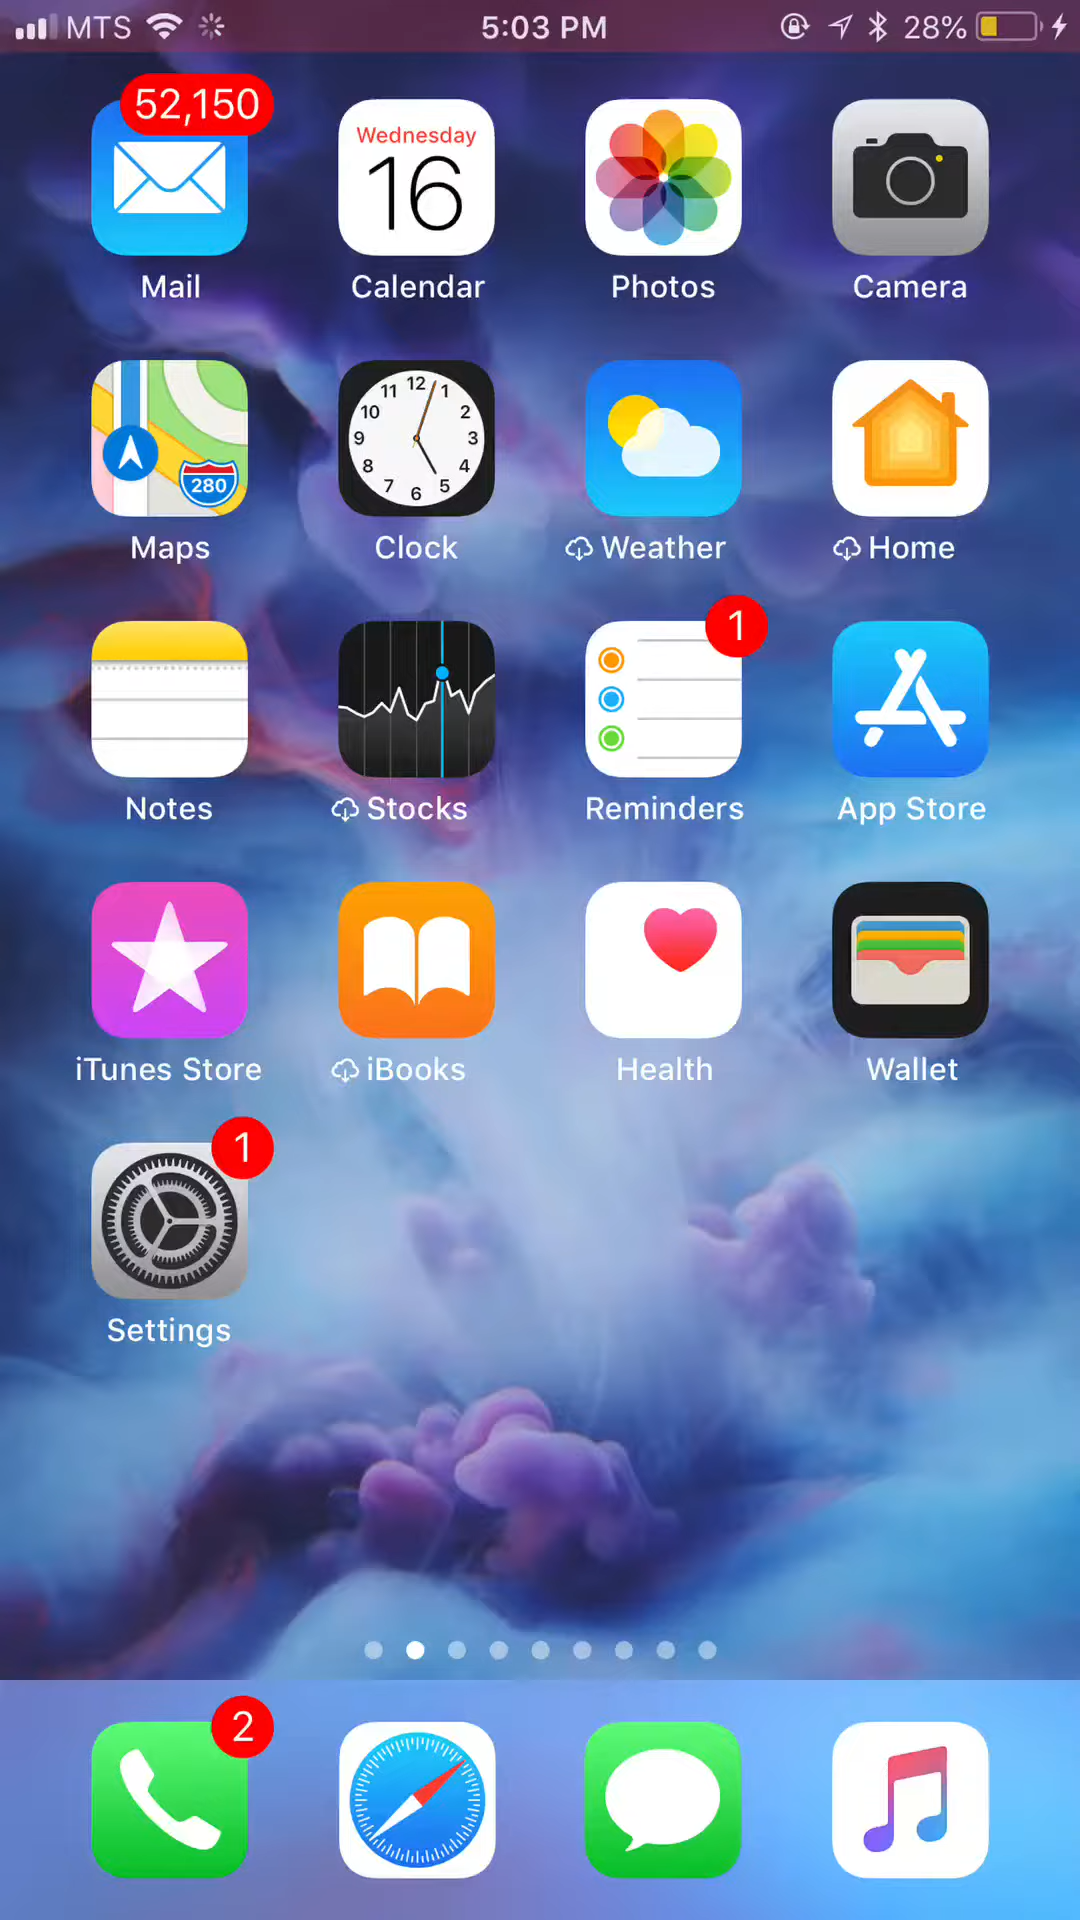 MTS 5:03 PM 28%
52,150
Wednesday
16
Mail Calendar Photos Camera
12
11 1
10 2
9 3
8 4
7 5
6
280
Maps Clock Weather Home
1
Notes Stocks Reminders App Store
iTunes Store iBooks Health Wallet
1
Settings
2